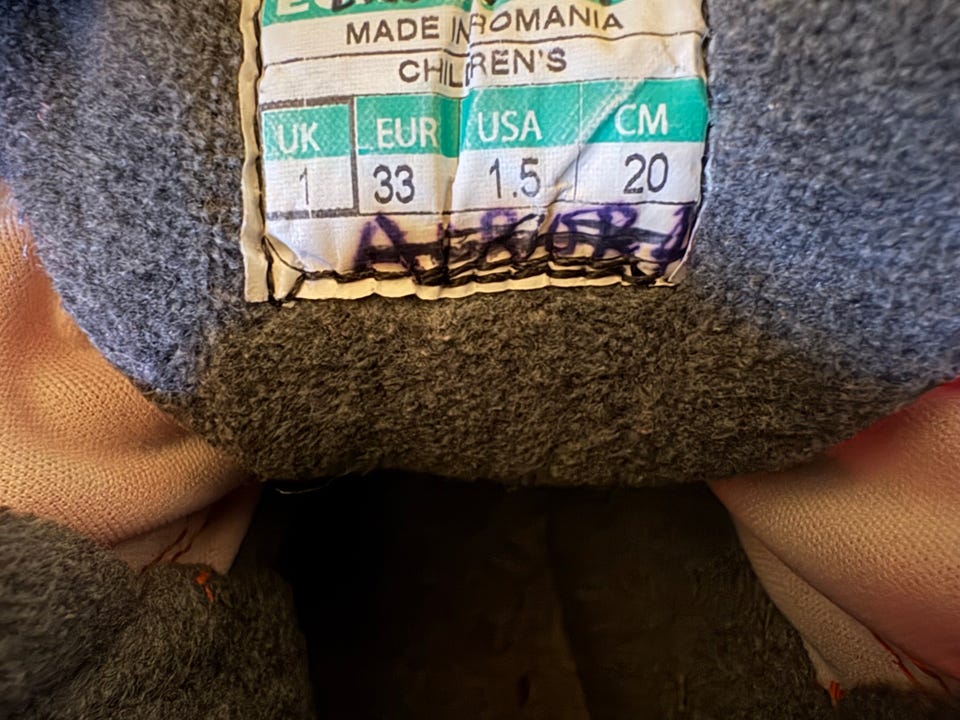 MADE IN ROMANIA
CHILDREN'S
UK EUR USA CM
1 33 1.5 20